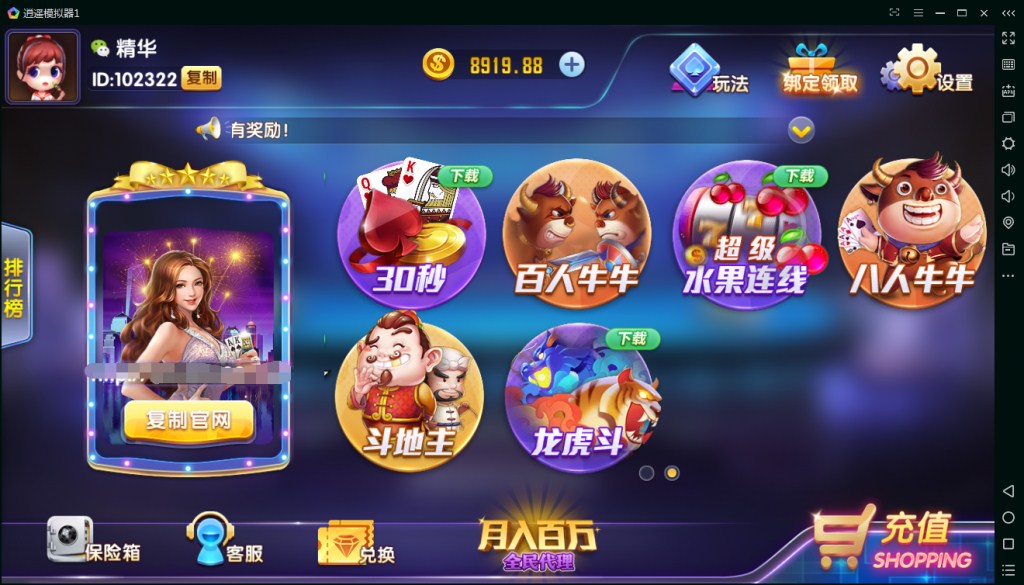 逍遥模拟器1
精华
ID:102322 复制
8919.88
玩法
绑定领取
设置
有奖励！
排行榜
复制官网
Q K
下载
30秒
百人牛牛
下载
超级
水果连线
八人牛牛
斗地主
下载
龙虎斗
保险箱
客服
兑换
月入百万
全民代理
充值
SHOPPING